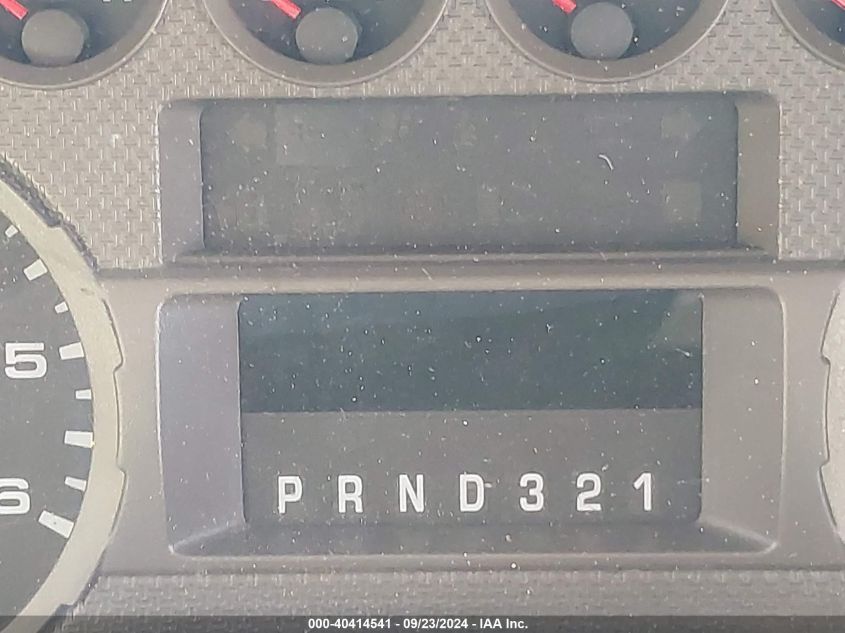 5
6
P R N D 3 2 1
000-40414541 - 09/23/2024 - IAA Inc.